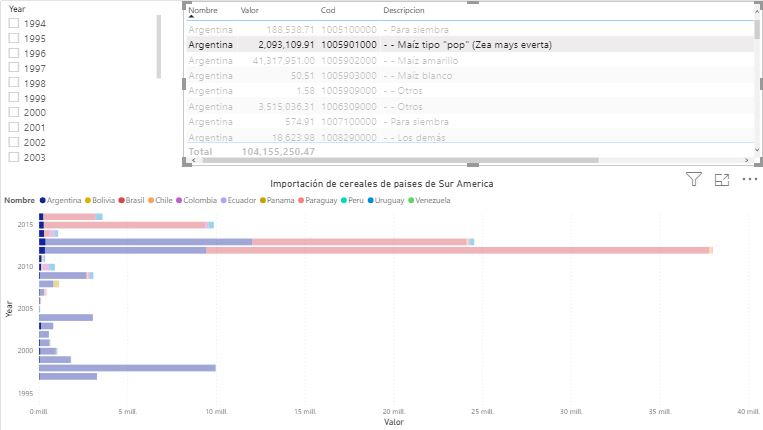 Year
1994
1995
1996
1997
1998
1999
2000
2001
2002
2003
Nombre Valor Cod Descripcion
Argentina 188,538.71 1005100000 - Para siembra
Argentina 2,093,109.91 1005901000 - - Maíz tipo "pop" (Zea mays everta)
Argentina 41,317,951.00 1005902000 - - Maíz amarillo
Argentina 50.51 1005903000 - - Maíz blanco
Argentina 1.58 1005909000 - - Otros
Argentina 3,515,036.31 1006309000 - - Otros
Argentina 574.91 1007100000 - Para siembra
Argentina 18,623.98 1008290000 - - Los demás
Total 104,155,250.47
Importación de cereales de paises de Sur America
Nombre Argentina Bolivia Brasil Chile Colombia Ecuador Panama Paraguay Peru Uruguay Venezuela
Year
2015
2010
2005
2000
1995
0 mill. 5 mill. 10 mill. 15 mill. 20 mill. 25 mill. 30 mill. 35 mill. 40 mill.
Valor